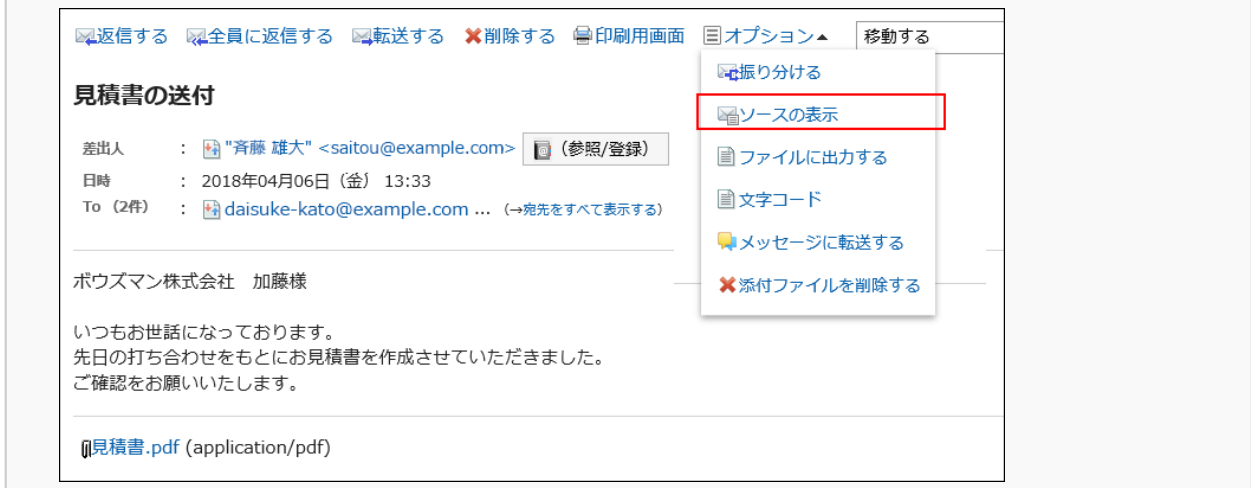 返信する 全員に返信する 転送する 削除する 印刷用画面 オプション▲ 移動する
振り分ける
ソースの表示
ファイルに出力する
文字コード
メッセージに転送する
添付ファイルを削除する
見積書の送付
差出人 : "斉藤 雄大" <saitou@example.com> (参照/登録)
日時 : 2018年04月06日（金） 13:33
To（2件） : daisuke-kato@example.com ... (→宛先をすべて表示する)
ボウズマン株式会社　加藤様
いつもお世話になっております。
先日の打ち合わせをもとにお見積書を作成させていただきました。
ご確認をお願いいたします。
見積書.pdf (application/pdf)